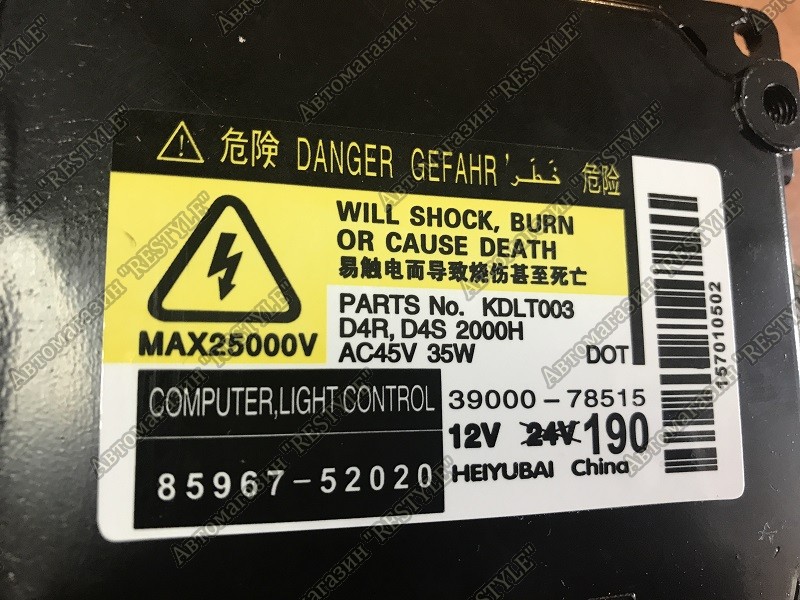 危険 DANGER GEFAHR خَطَر' 危险
WILL SHOCK, BURN
OR CAUSE DEATH
易触电而导致烧伤甚至死亡
MAX25000V
PARTS No. KDLT003
D4R, D4S 2000H
AC45V 35W
DOT
COMPUTER,LIGHT CONTROL
85967-52020
39000-78515
12V 24V 190
HEIYUBAI China
157010502
Автомагазин "RESTYLE"